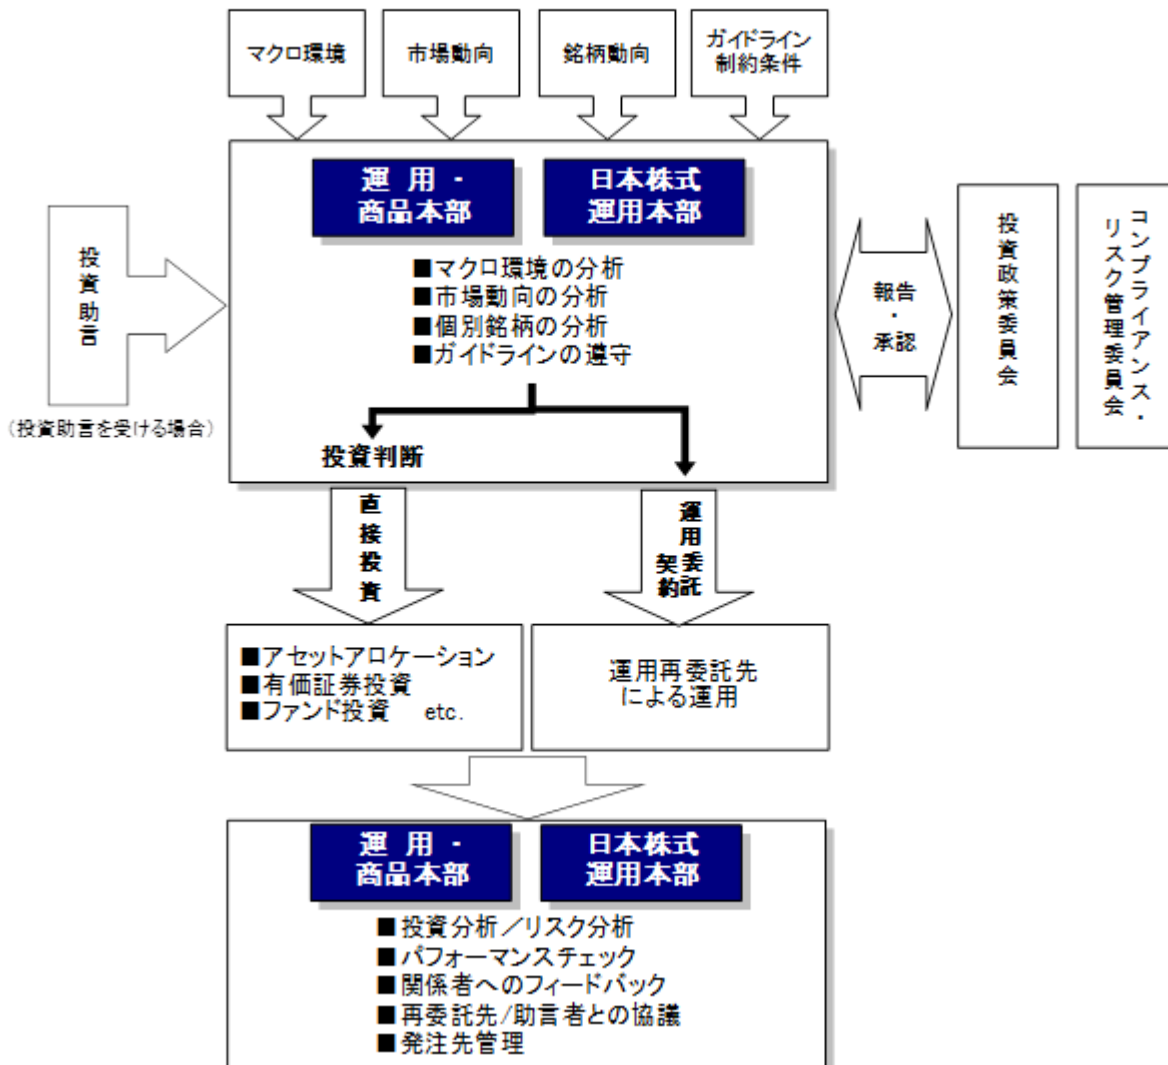 マクロ環境
市場動向
銘柄動向
ガイドライン
制約条件
運 用 -
商品本部
日本株式
運用本部
投資助言
(投資助言を受ける場合)
■マクロ環境の分析
■市場動向の分析
■個別銘柄の分析
■ガイドラインの遵守
報告
・
承認
投資政策委員会
コンプライアンス・
リスク管理委員会
投資判断
直接投資
運用委託
契約
■アセットアロケーション
■有価証券投資
■ファンド投資 etc.
運用再委託先
による運用
運 用 -
商品本部
日本株式
運用本部
■投資分析／リスク分析
■パフォーマンスチェック
■関係者へのフィードバック
■再委託先/助言者との協議
■発注先管理